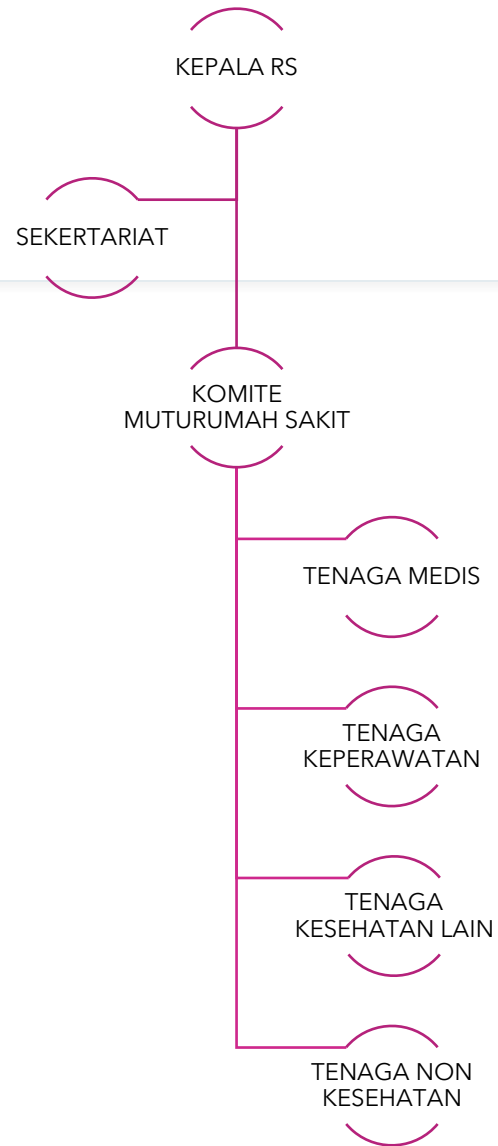 KEPALA RS
SEKERTARIAT
KOMITE
MUTURUMAH SAKIT
TENAGA MEDIS
TENAGA
KEPERAWATAN
TENAGA
KESEHATAN LAIN
TENAGA NON
KESEHATAN